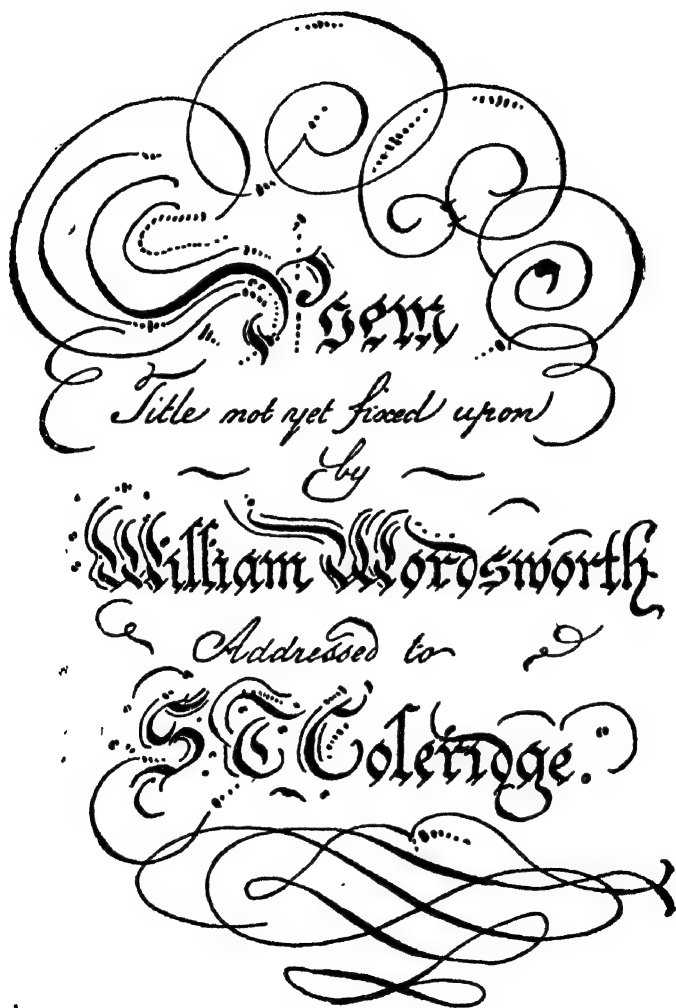 Poem
Title not yet fixed upon
by
William Wordsworth
Addressed to
S. T. Coleridge.